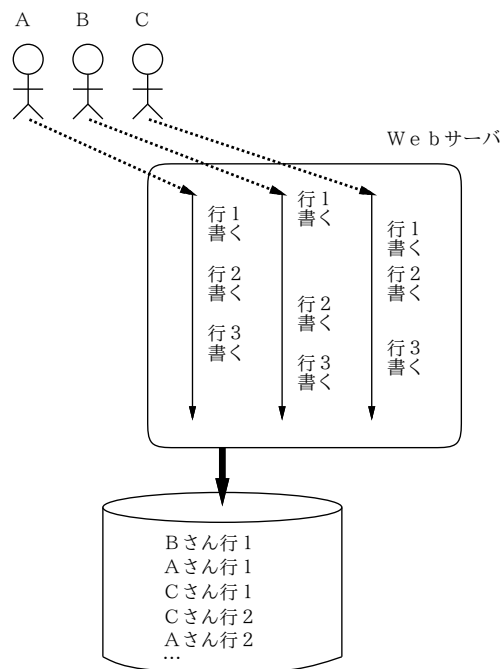 A B C
Ｗｅｂサーバ
行１
書く
行２
書く
行３
書く
行１
書く
行２
書く
行３
書く
行１
書く
行２
書く
行３
書く
Ｂさん行１
Ａさん行１
Ｃさん行１
Ｃさん行２
Ａさん行２
…